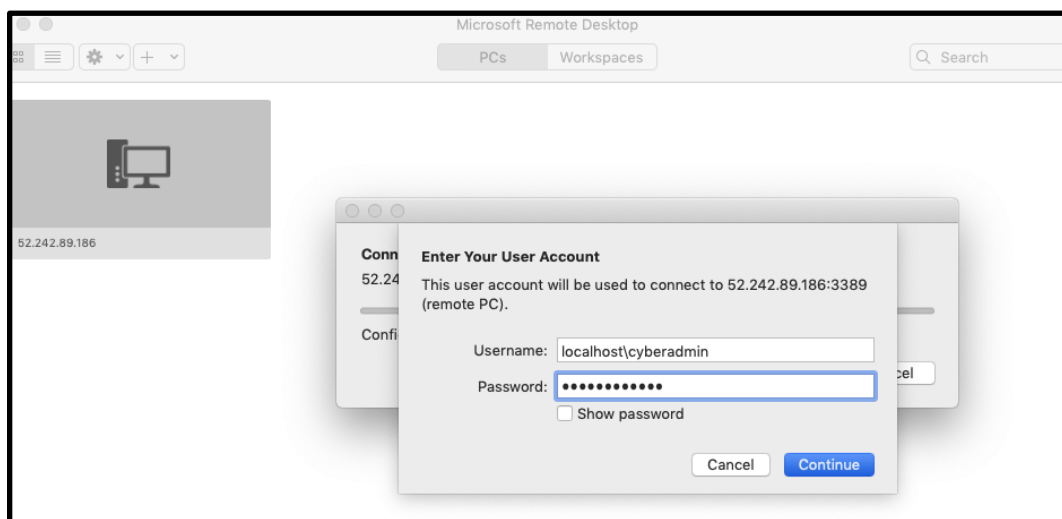 Microsoft Remote Desktop
PCs Workspaces
Search
52.242.89.186
Conn
52.24
Confi
cel
Enter Your User Account
This user account will be used to connect to 52.242.89.186:3389
(remote PC).
Username: localhost\cyberadmin
Password: ••••••••••••
Show password
Cancel Continue